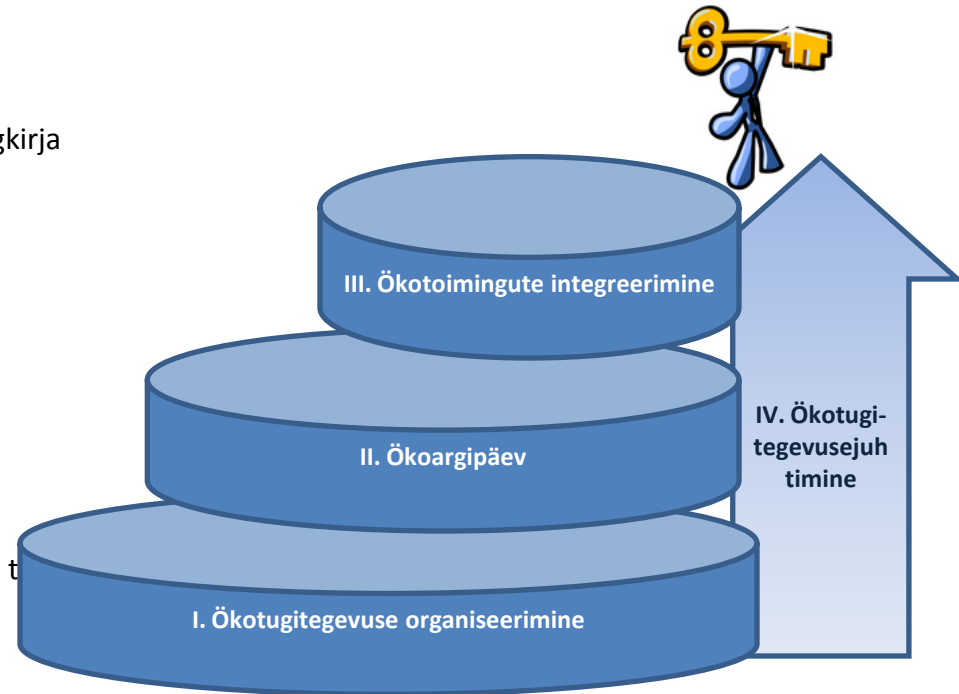 gkirja
III. Ökotoimingute integreerimine
II. Ökoargipäev
IV. Ökotugi-
tegevusejuh
timine
t
I. Ökotugitegevuse organiseerimine